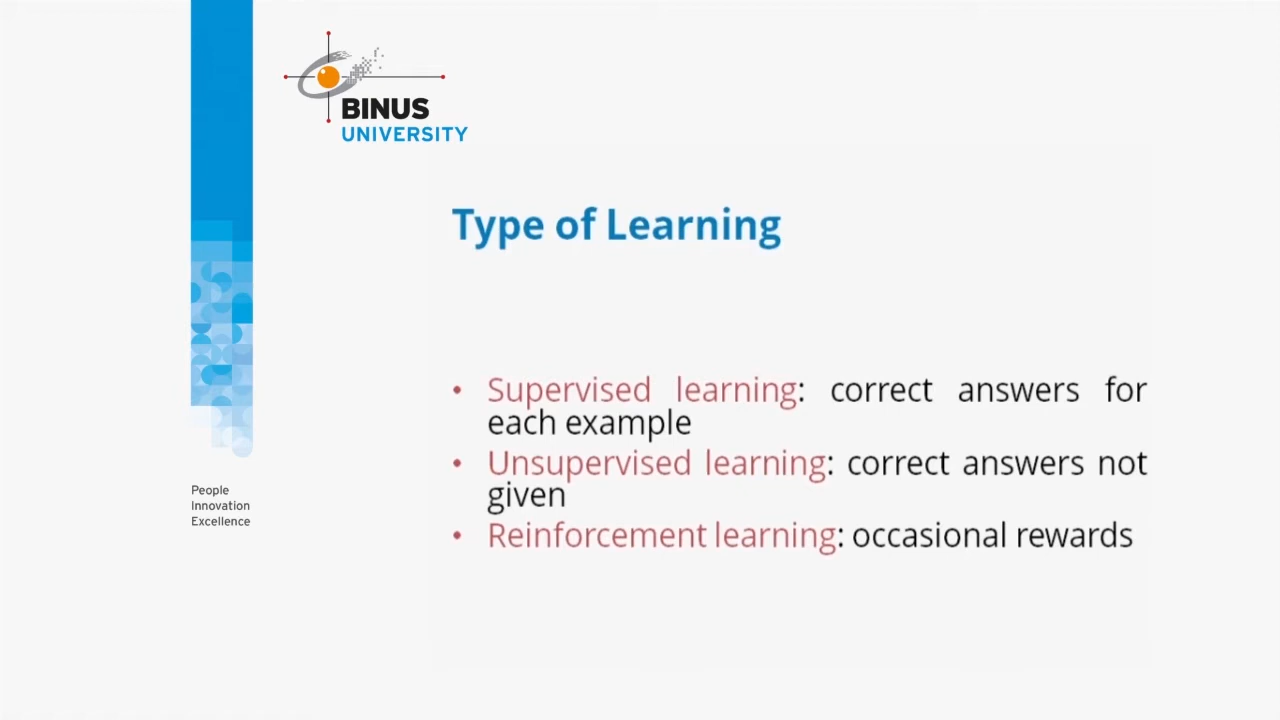 BINUS
UNIVERSITY
Type of Learning
• Supervised learning: correct answers for
each example
• Unsupervised learning: correct answers not
given
• Reinforcement learning: occasional rewards
People
Innovation
Excellence